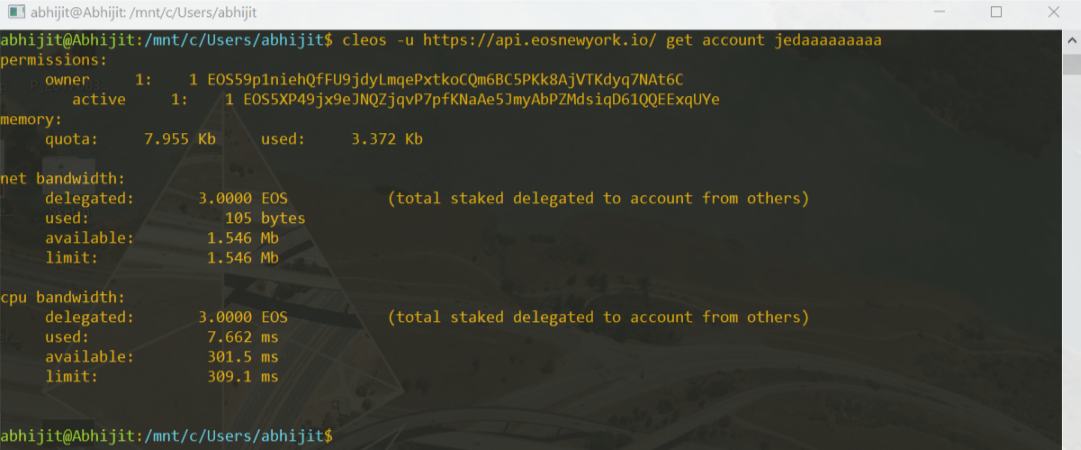 abhijit@Abhijit: /mnt/c/Users/abhijit
abhijit@Abhijit:/mnt/c/Users/abhijit$ cleos -u https://api.eosnewyork.io/ get account jedaaaaaaaaa
permissions:
     owner     1:    1 EOS59p1niehQfFU9jdyLmqePxtkoCQm6BC5PKk8AjVTKdyq7NAt6C
        active     1:    1 EOS5XP49jx9eJNQZjqvP7pfKNaAe5JmyAbPZMdsiqD61QQEExqUYe
memory:
     quota:     7.955 Kb     used:     3.372 Kb
net bandwidth:
     delegated:       3.0000 EOS           (total staked delegated to account from others)
     used:               105 bytes
     available:        1.546 Mb
     limit:            1.546 Mb
cpu bandwidth:
     delegated:       3.0000 EOS           (total staked delegated to account from others)
     used:             7.662 ms
     available:        301.5 ms
     limit:            309.1 ms
abhijit@Abhijit:/mnt/c/Users/abhijit$